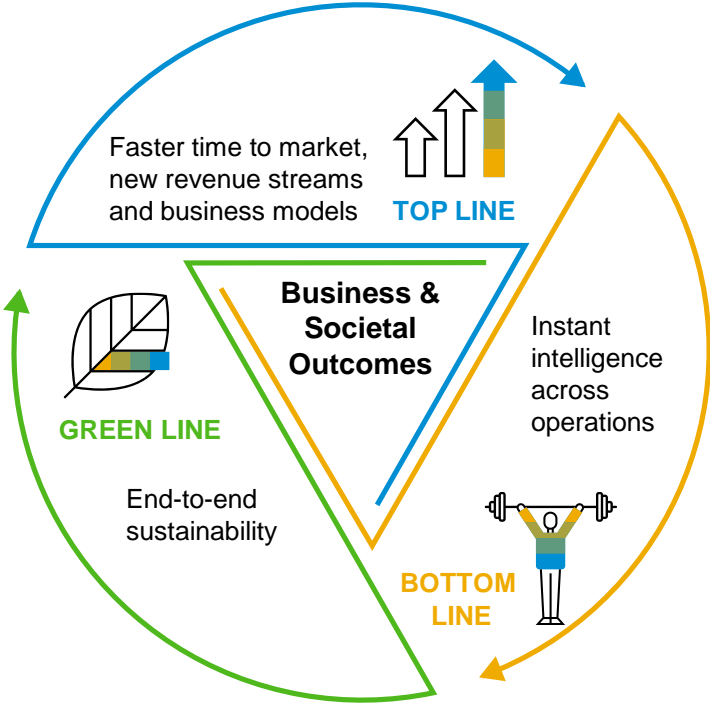 Faster time to market,
new revenue streams
and business models
TOP LINE
Business &
Societal
Outcomes
Instant
intelligence
across
operations
BOTTOM
LINE
GREEN LINE
End-to-end
sustainability